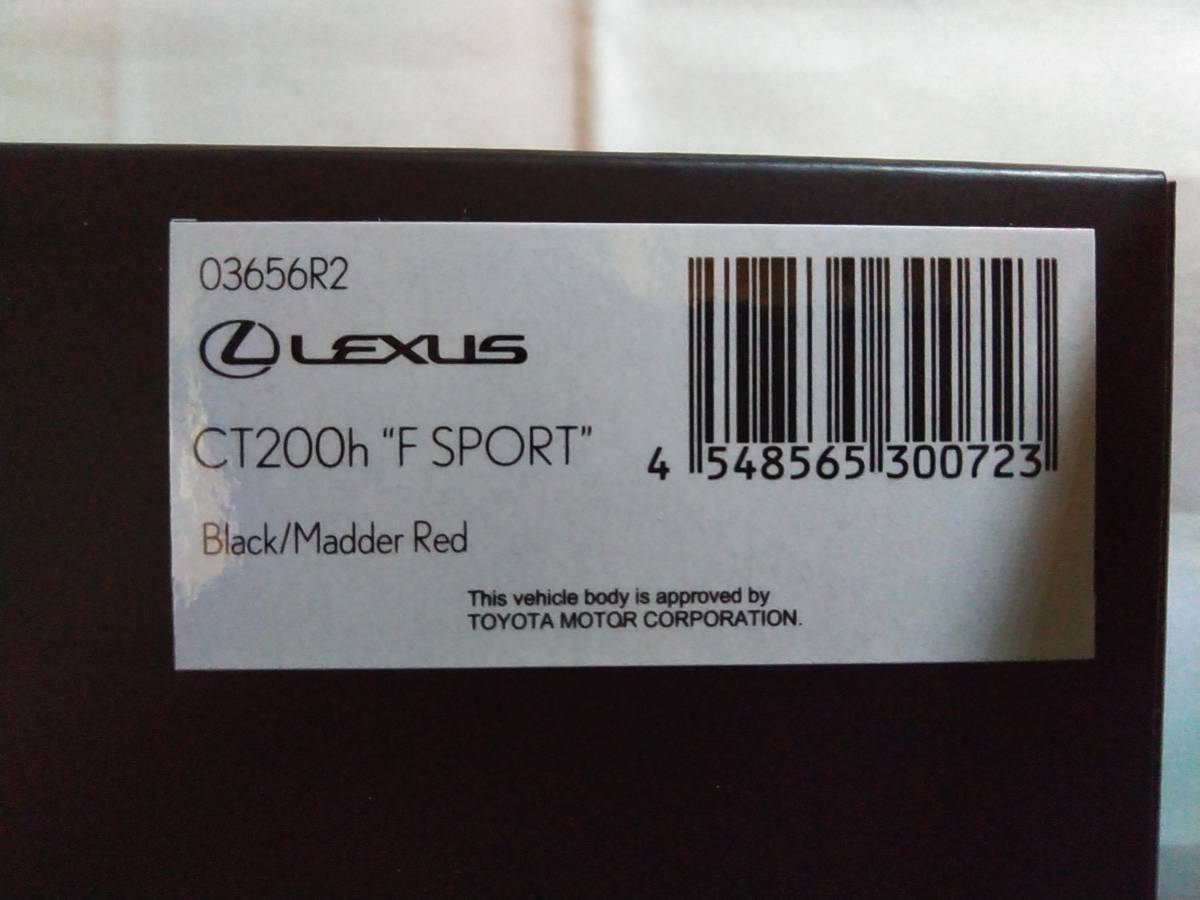 03656R2
LEXUS
CT200h “F SPORT”
Black/Madder Red
4 548565 300723
This vehicle body is approved by
TOYOTA MOTOR CORPORATION.